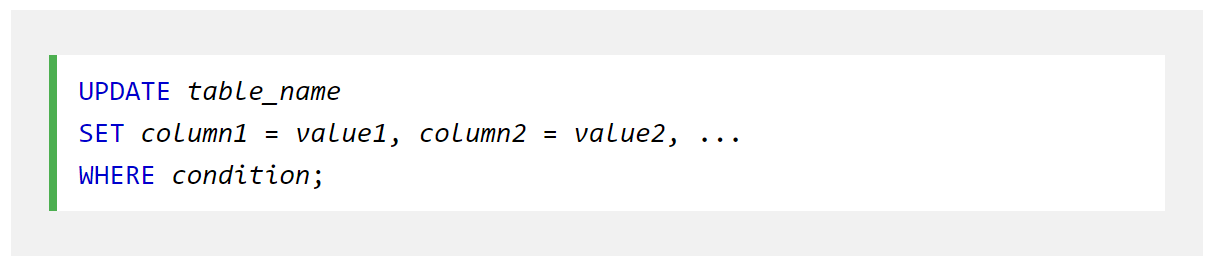 UPDATE table_name
SET column1 = value1, column2 = value2, ...
WHERE condition;